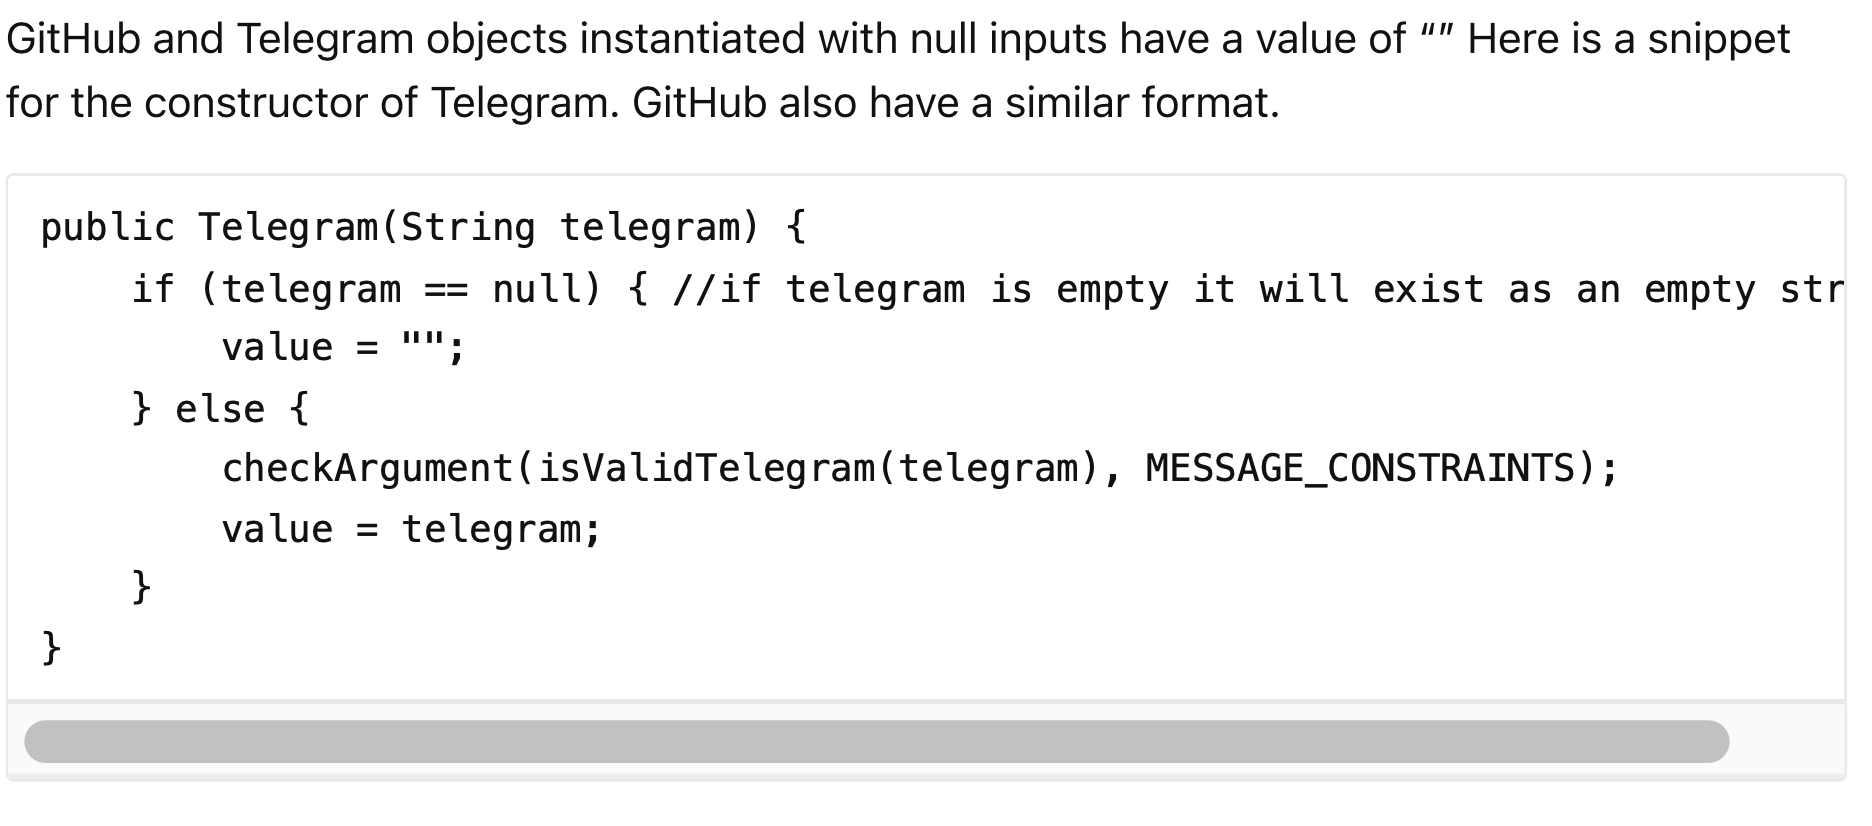 GitHub and Telegram objects instantiated with null inputs have a value of “” Here is a snippet
for the constructor of Telegram. GitHub also have a similar format.
public Telegram(String telegram) {
    if (telegram == null) { //if telegram is empty it will exist as an empty str
        value = "";
    } else {
        checkArgument(isValidTelegram(telegram), MESSAGE_CONSTRAINTS);
        value = telegram;
    }
}